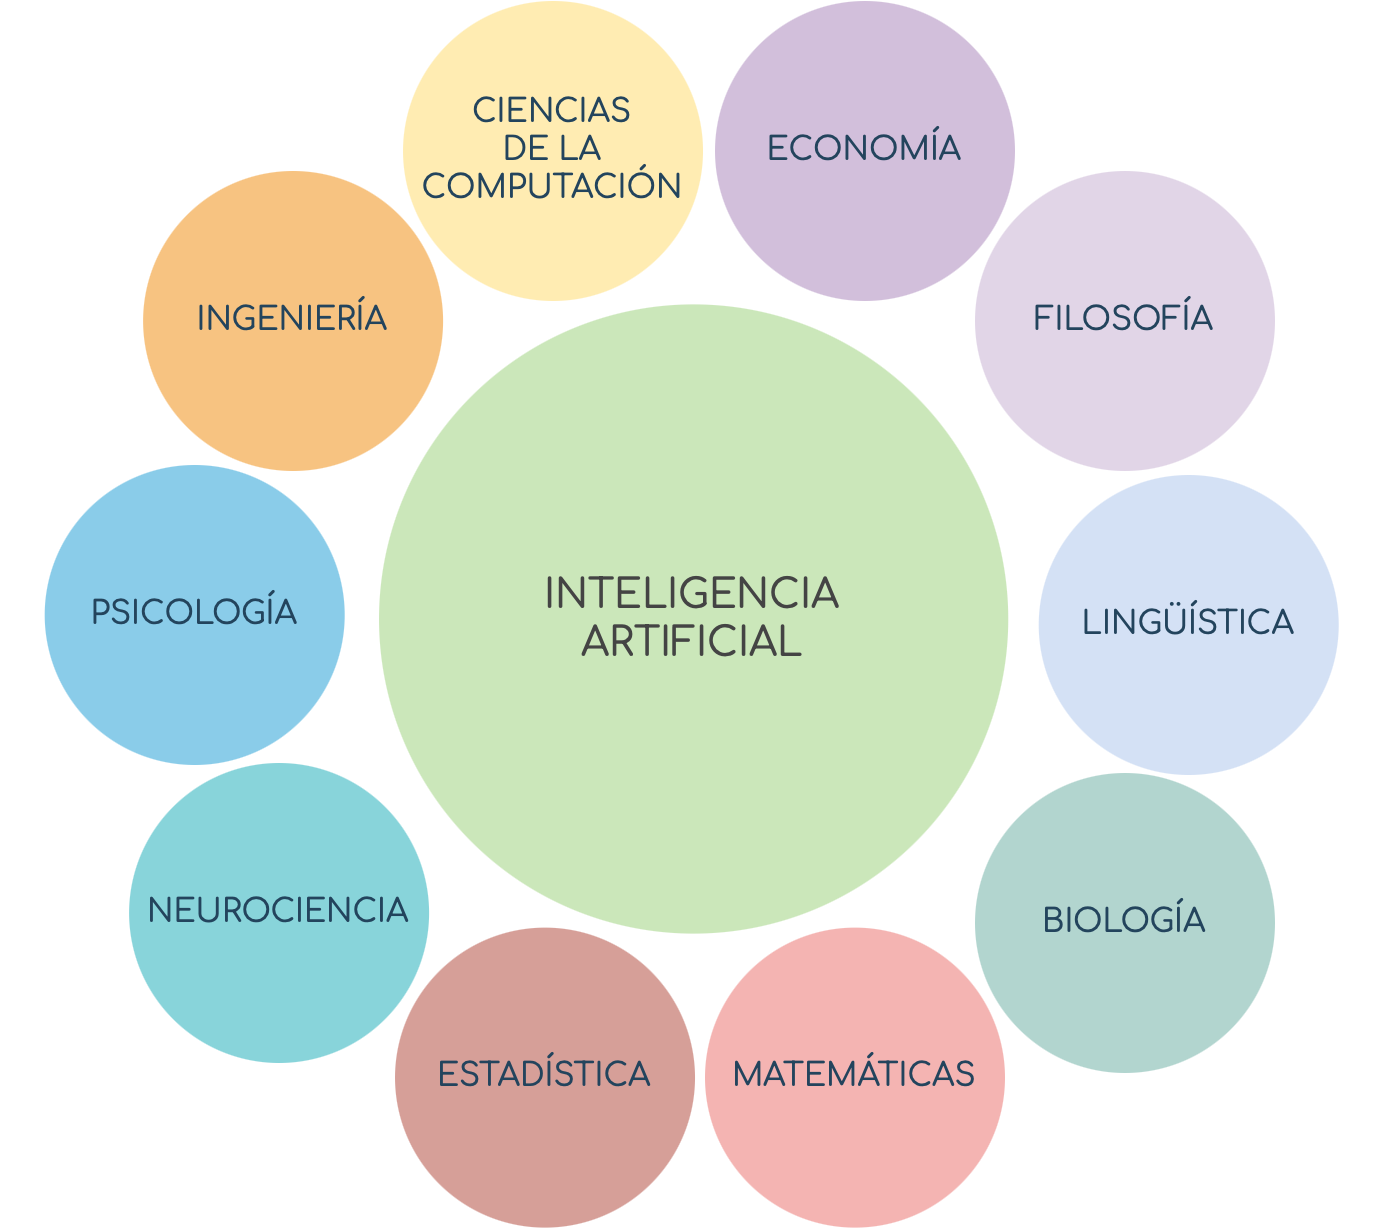 CIENCIAS
DE LA
COMPUTACIÓN
ECONOMÍA
INGENIERÍA
FILOSOFÍA
INTELIGENCIA
ARTIFICIAL
PSICOLOGÍA
LINGÜÍSTICA
NEUROCIENCIA
BIOLOGÍA
ESTADÍSTICA
MATEMÁTICAS